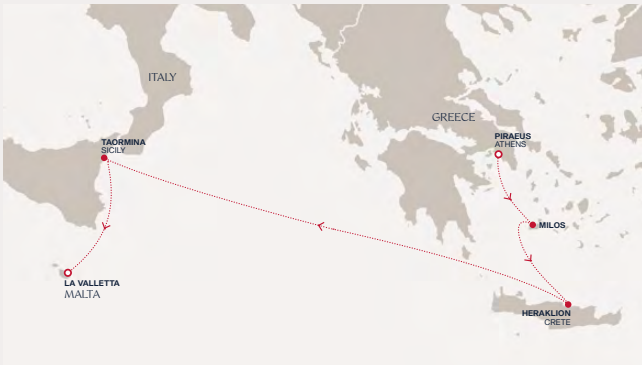 ITALY
GREECE
PIRAEUS
ATHENS
TAORMINA
SICILY
MILOS
LA VALLETTA
MALTA
HERAKLION
CRETE